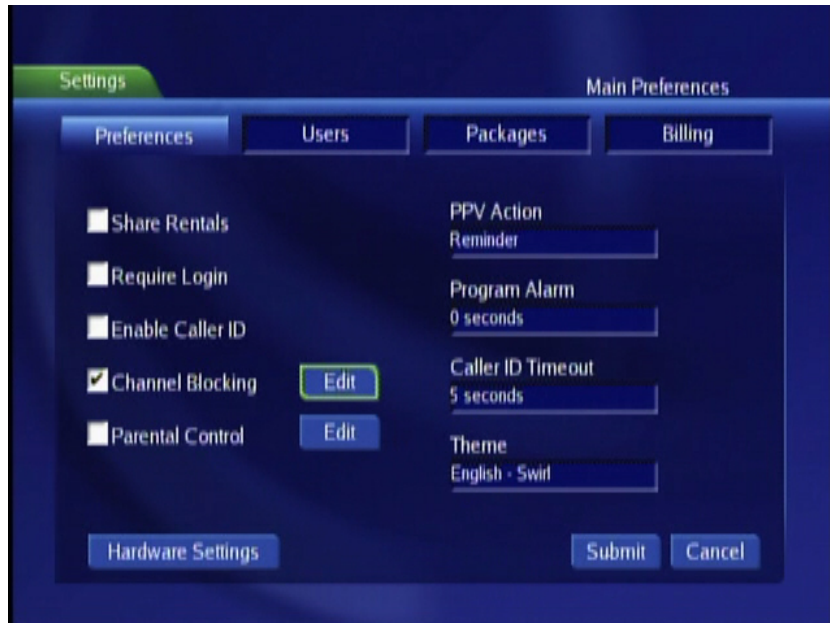 Settings
Main Preferences
Preferences Users Packages Billing
Share Rentals
Require Login
Enable Caller ID
Channel Blocking Edit
Parental Control Edit
PPV Action
Reminder
Program Alarm
0 seconds
Caller ID Timeout
5 seconds
Theme
English - Swirl
Hardware Settings
Submit Cancel